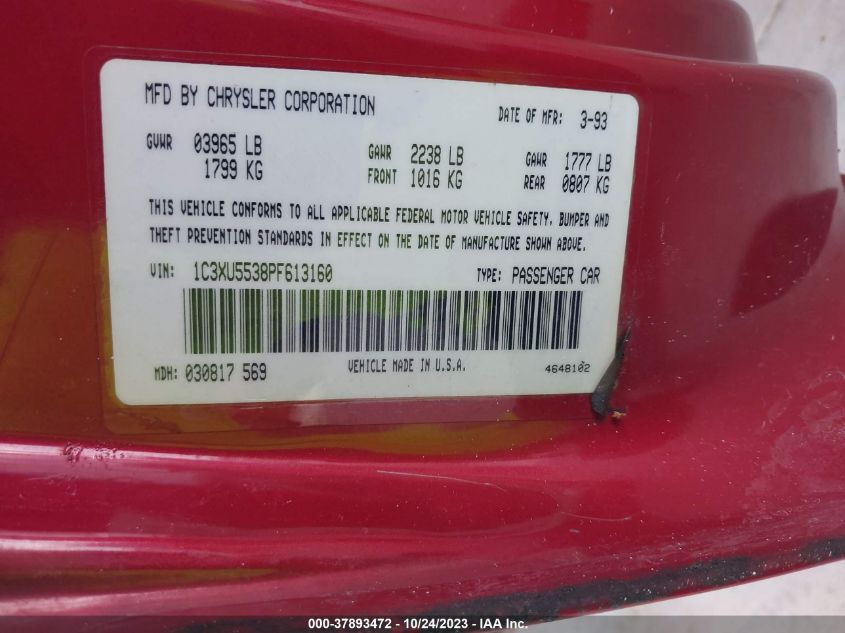 MFD BY CHRYSLER CORPORATION DATE OF MFR: 3-93
GVWR 03965 LB GAWR 2238 LB GAWR 1777 LB
1799 KG FRONT 1016 KG REAR 0807 KG
THIS VEHICLE CONFORMS TO ALL APPLICABLE FEDERAL MOTOR VEHICLE SAFETY, BUMPER AND
THEFT PREVENTION STANDARDS IN EFFECT ON THE DATE OF MANUFACTURE SHOWN ABOVE.
VIN: 1C3XU5538PF613160 TYPE: PASSENGER CAR
MDH: 030817 569 VEHICLE MADE IN U.S.A. 4648102
000-37893472 - 10/24/2023 - IAA Inc.